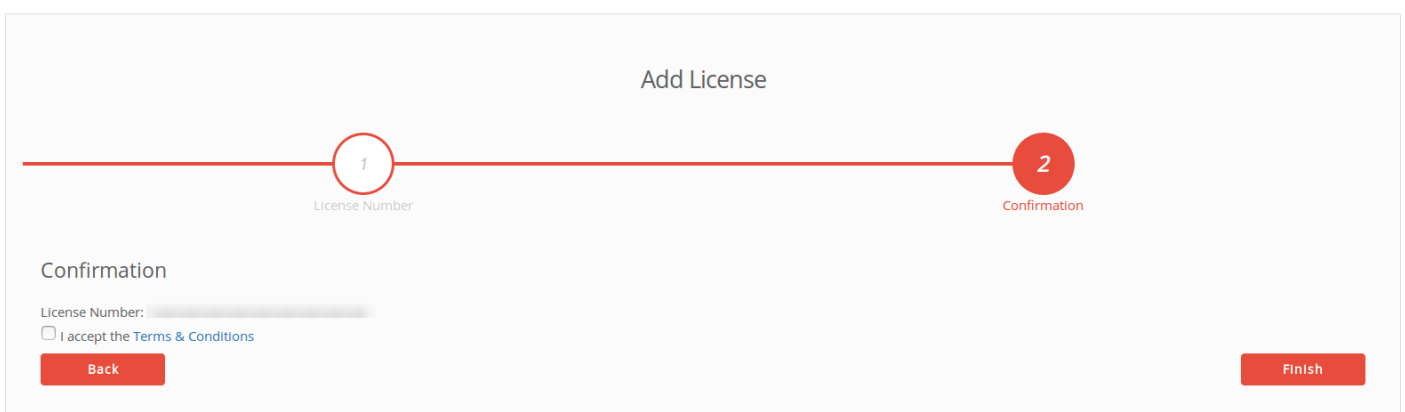 Add License
1
2
License Number
Confirmation
Confirmation
License Number:
I accept the Terms & Conditions
Back
Finish